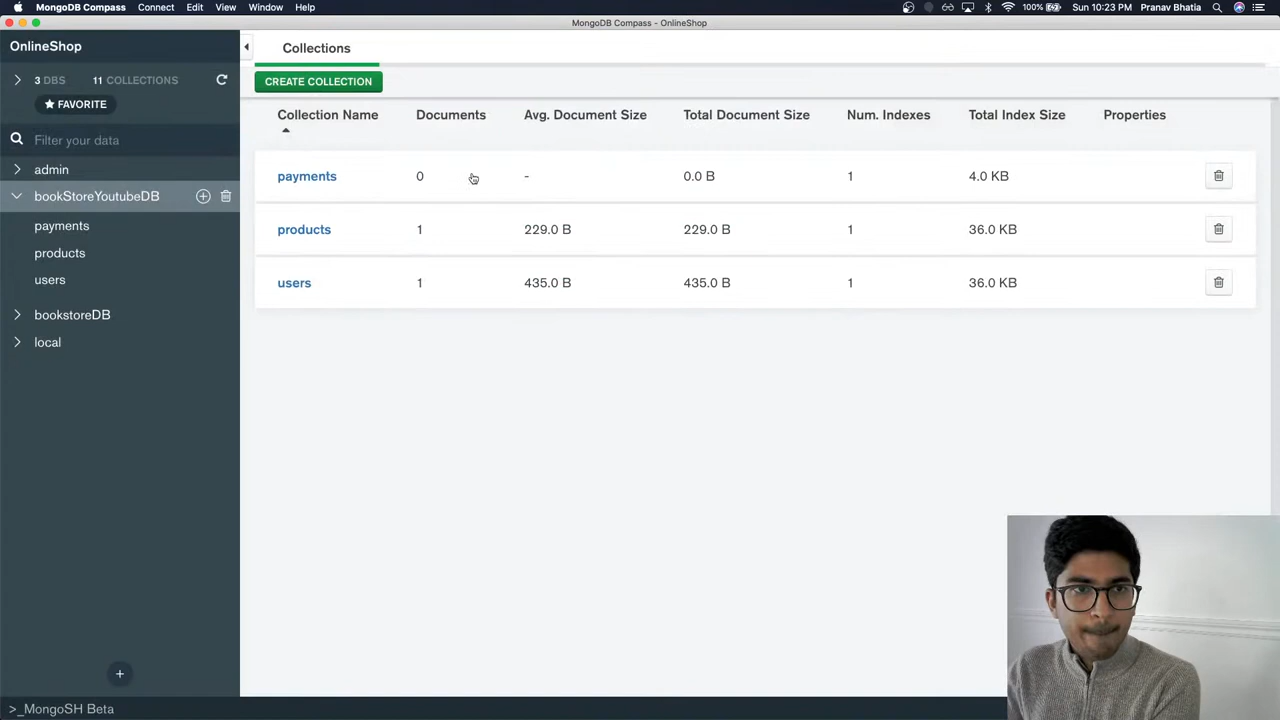 MongoDB Compass Connect Edit View Window Help 100% Sun 10:23 PM Pranav Bhatia
MongoDB Compass - OnlineShop
OnlineShop
3 DBS 11 COLLECTIONS
FAVORITE
Filter your data
admin
bookStoreYoutubeDB
payments
products
users
bookstoreDB
local
>_MongoSH Beta
Collections
CREATE COLLECTION
Collection Name Documents Avg. Document Size Total Document Size Num. Indexes Total Index Size Properties
payments 0 - 0.0 B 1 4.0 KB
products 1 229.0 B 229.0 B 1 36.0 KB
users 1 435.0 B 435.0 B 1 36.0 KB